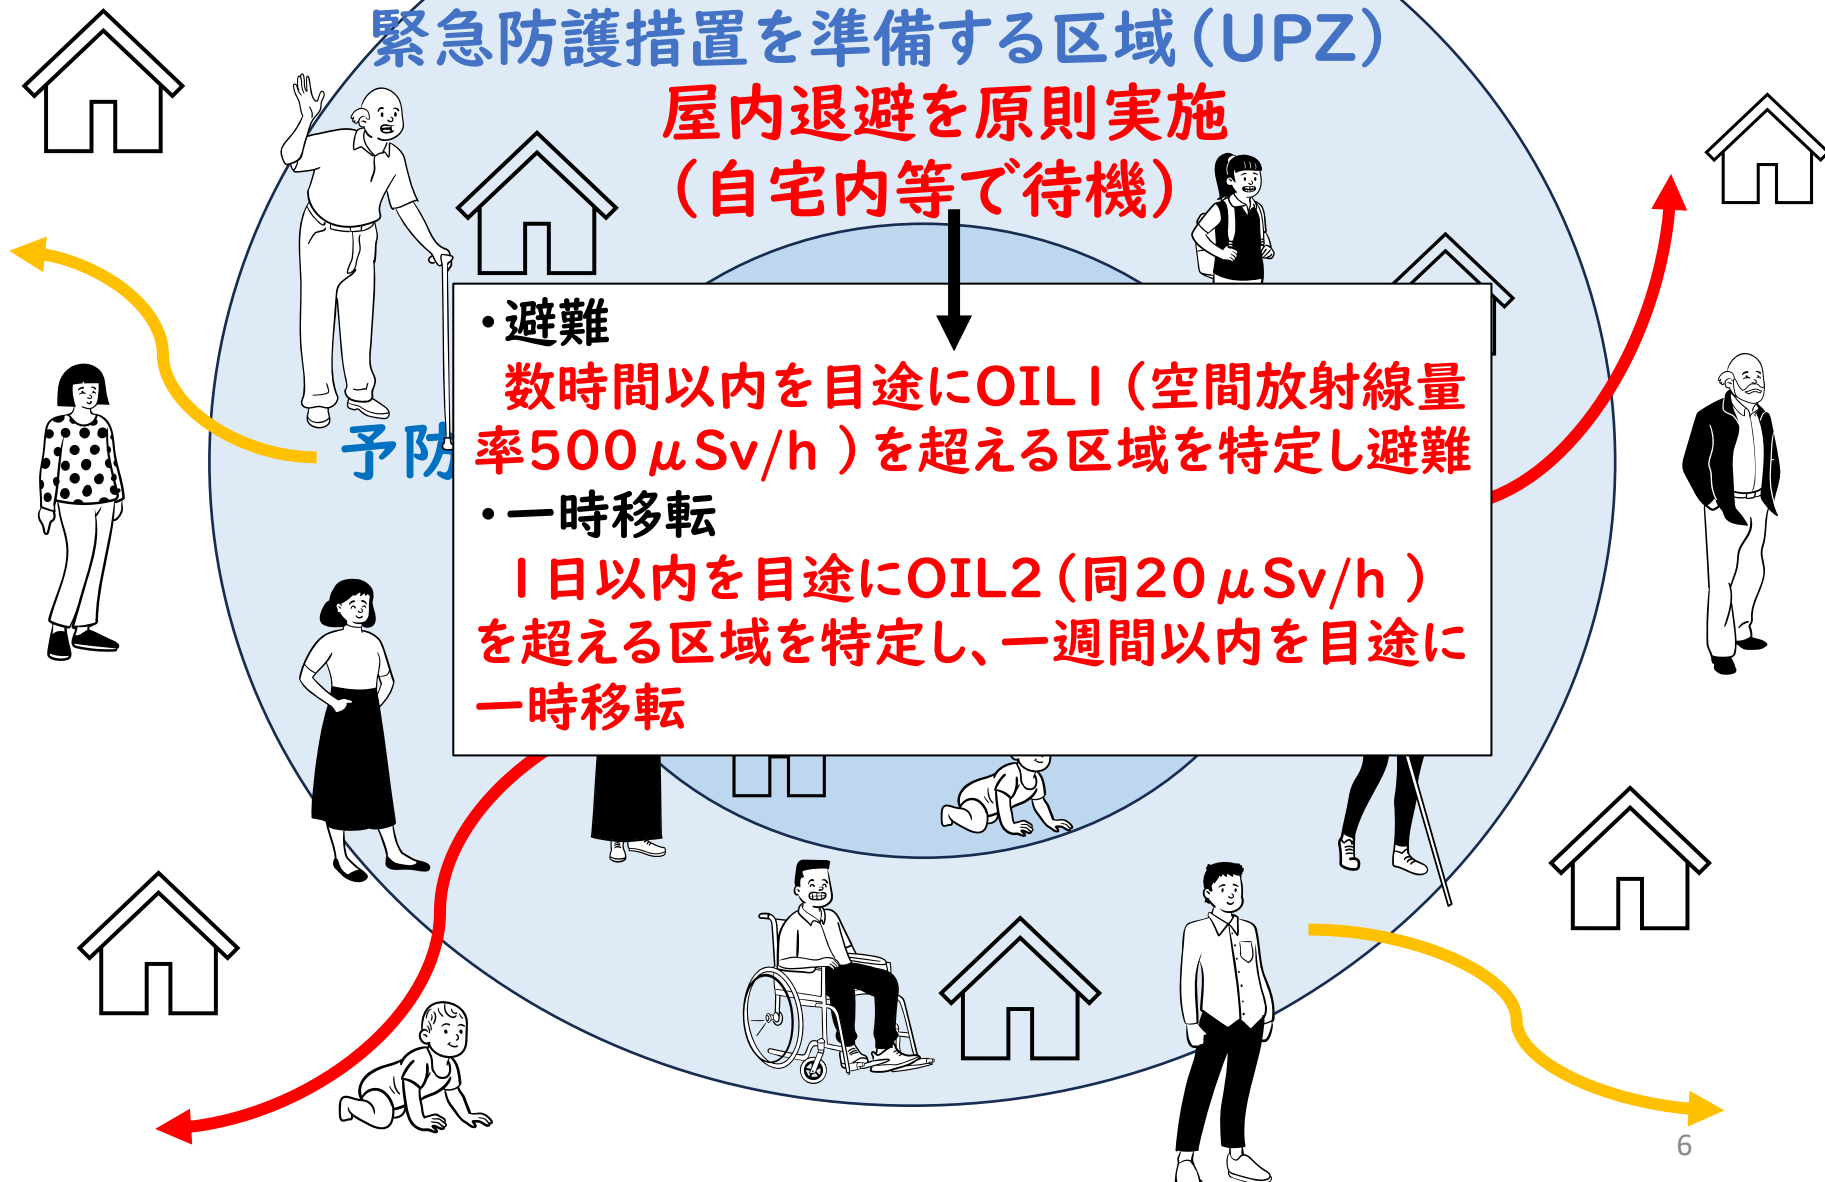 緊急防護措置を準備する区域(UPZ)
屋内退避を原則実施
(自宅内等で待機)
・避難
数時間以内を目途にOIL1(空間放射線量
率500μSv/h)を超える区域を特定し避難
予防
・一時移転
1日以内を目途にOIL2(同20μSv/h)
を超える区域を特定し、一週間以内を目途に
一時移転
6